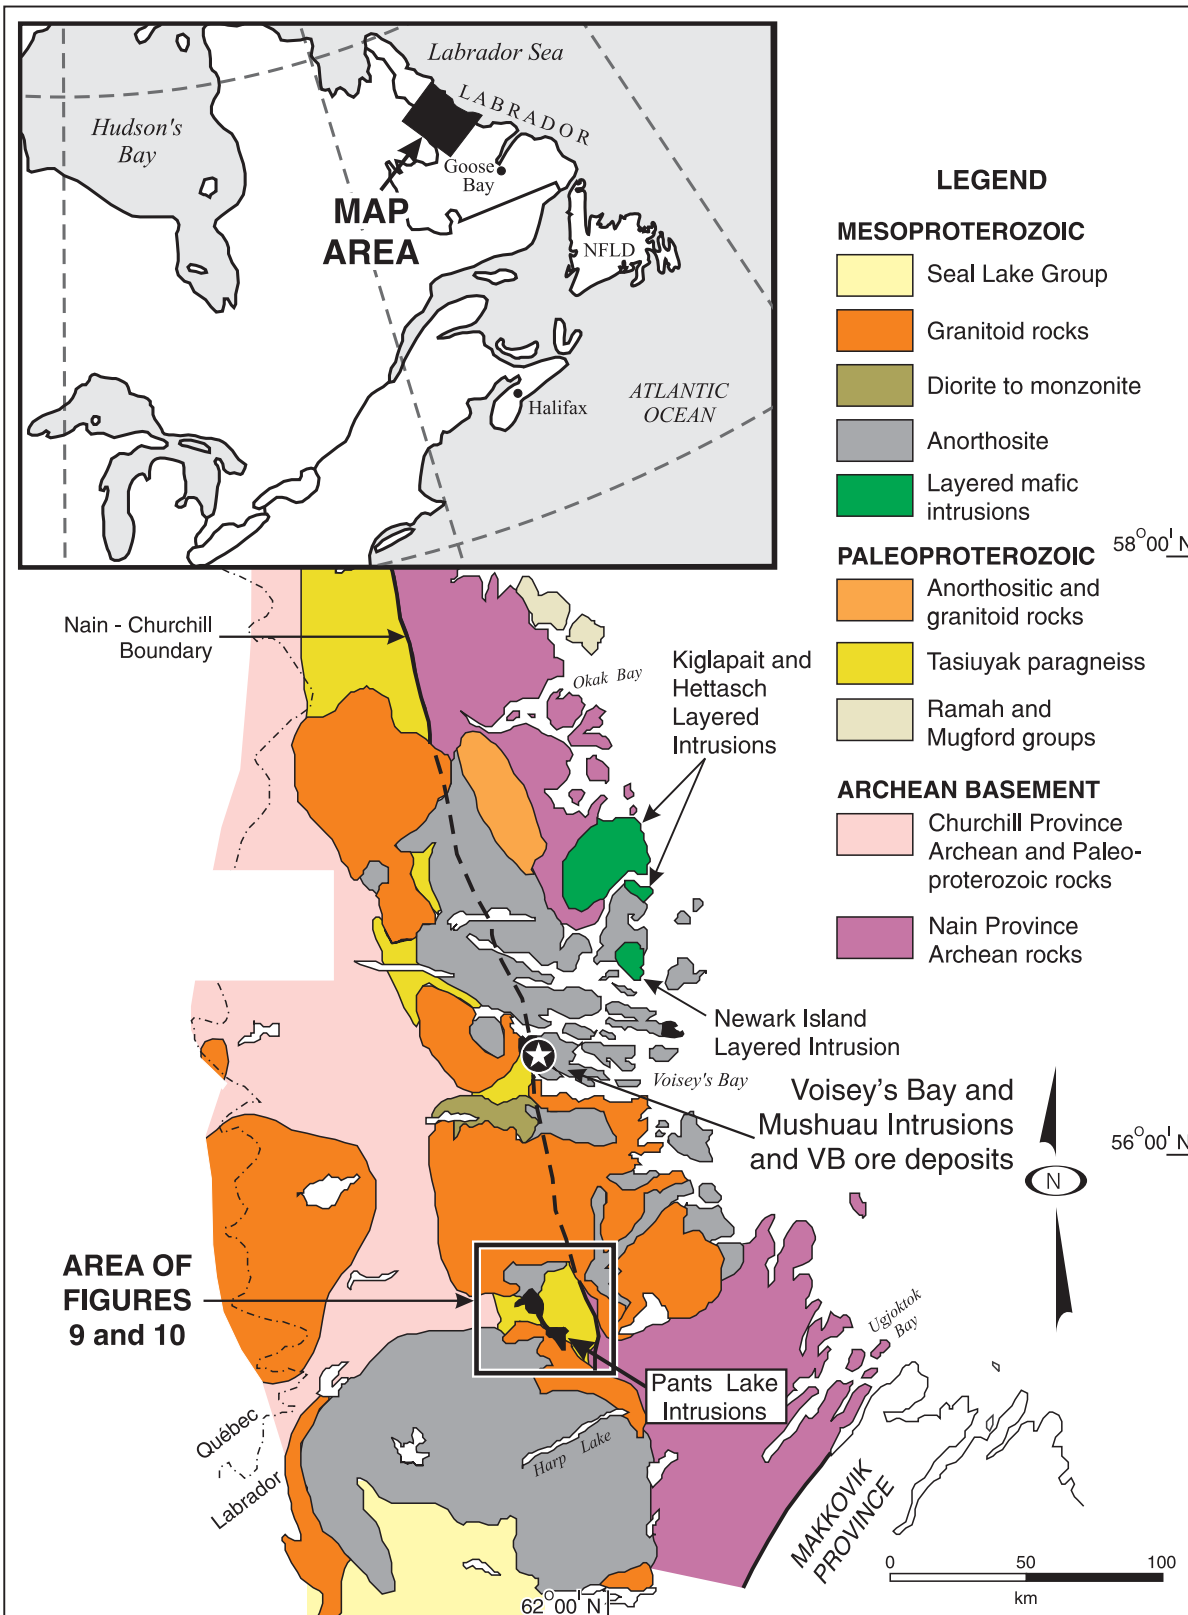 Labrador Sea
LABRADOR
Hudson's
Bay
Goose
Bay
MAP
AREA
NFLD
Halifax
ATLANTIC
OCEAN
LEGEND
MESOPROTEROZOIC
Seal Lake Group
Granitoid rocks
Diorite to monzonite
Anorthosite
Layered mafic
intrusions
58°00' N
PALEOPROTEROZOIC
Anorthositic and
granitoid rocks
Tasiuyak paragneiss
Ramah and
Mugford groups
ARCHEAN BASEMENT
Churchill Province
Archean and Paleo-
proterozoic rocks
Nain Province
Archean rocks
Nain - Churchill
Boundary
Okak Bay
Kiglapait and
Hettasch
Layered
Intrusions
Newark Island
Layered Intrusion
Voisey's Bay
Voisey's Bay and
Mushuau Intrusions
and VB ore deposits
56°00' N
N
AREA OF
FIGURES
9 and 10
Ugjoktok
Bay
Pants Lake
Intrusions
Harp Lake
Québec
Labrador
MAKKOVIK
PROVINCE
0 50 100
km
62°00' N